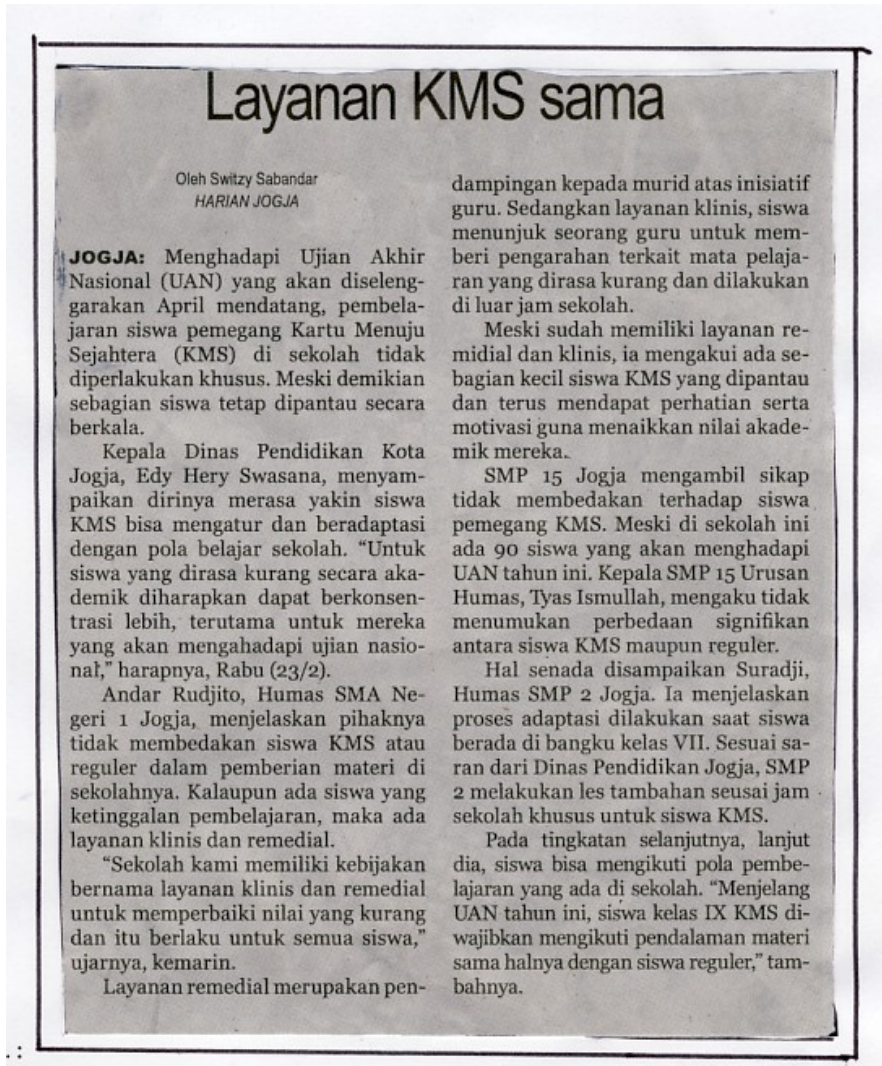 Layanan KMS sama
Oleh Switzy Sabandar
HARIAN JOGJA
JOGJA: Menghadapi Ujian Akhir
Nasional (UAN) yang akan diseleng-
garakan April mendatang, pembela-
jaran siswa pemegang Kartu Menuju
Sejahtera (KMS) di sekolah tidak
diperlakukan khusus. Meski demikian
sebagian siswa tetap dipantau secara
berkala.
Kepala Dinas Pendidikan Kota
Jogja, Edy Hery Swasana, menyam-
paikan dirinya merasa yakin siswa
KMS bisa mengatur dan beradaptasi
dengan pola belajar sekolah. “Untuk
siswa yang dirasa kurang secara aka-
demik diharapkan dapat berkonsen-
trasi lebih, terutama untuk mereka
yang akan mengahadapi ujian nasio-
nal,” harapnya, Rabu (23/2).
Andar Rudjito, Humas SMA Ne-
geri 1 Jogja, menjelaskan pihaknya
tidak membedakan siswa KMS atau
reguler dalam pemberian materi di
sekolahnya. Kalaupun ada siswa yang
ketinggalan pembelajaran, maka ada
layanan klinis dan remedial.
“Sekolah kami memiliki kebijakan
bernama layanan klinis dan remedial
untuk memperbaiki nilai yang kurang
dan itu berlaku untuk semua siswa,”
ujarnya, kemarin.
Layanan remedial merupakan pen-
dampingan kepada murid atas inisiatif
guru. Sedangkan layanan klinis, siswa
menunjuk seorang guru untuk mem-
beri pengarahan terkait mata pelaja-
ran yang dirasa kurang dan dilakukan
di luar jam sekolah.
Meski sudah memiliki layanan re-
midial dan klinis, ia mengakui ada se-
bagian kecil siswa KMS yang dipantau
dan terus mendapat perhatian serta
motivasi guna menaikkan nilai akade-
mik mereka.
SMP 15 Jogja mengambil sikap
tidak membedakan terhadap siswa
pemegang KMS. Meski di sekolah ini
ada 90 siswa yang akan menghadapi
UAN tahun ini. Kepala SMP 15 Urusan
Humas, Tyas Ismullah, mengaku tidak
menumukan perbedaan signifikan
antara siswa KMS maupun reguler.
Hal senada disampaikan Suradji,
Humas SMP 2 Jogja. Ia menjelaskan
proses adaptasi dilakukan saat siswa
berada di bangku kelas VII. Sesuai sa-
ran dari Dinas Pendidikan Jogja, SMP
2 melakukan les tambahan seusai jam
sekolah khusus untuk siswa KMS.
Pada tingkatan selanjutnya, lanjut
dia, siswa bisa mengikuti pola pembe-
lajaran yang ada di sekolah. “Menjelang
UAN tahun ini, siswa kelas IX KMS di-
wajibkan mengikuti pendalaman materi
sama halnya dengan siswa reguler,” tam-
bahnya.